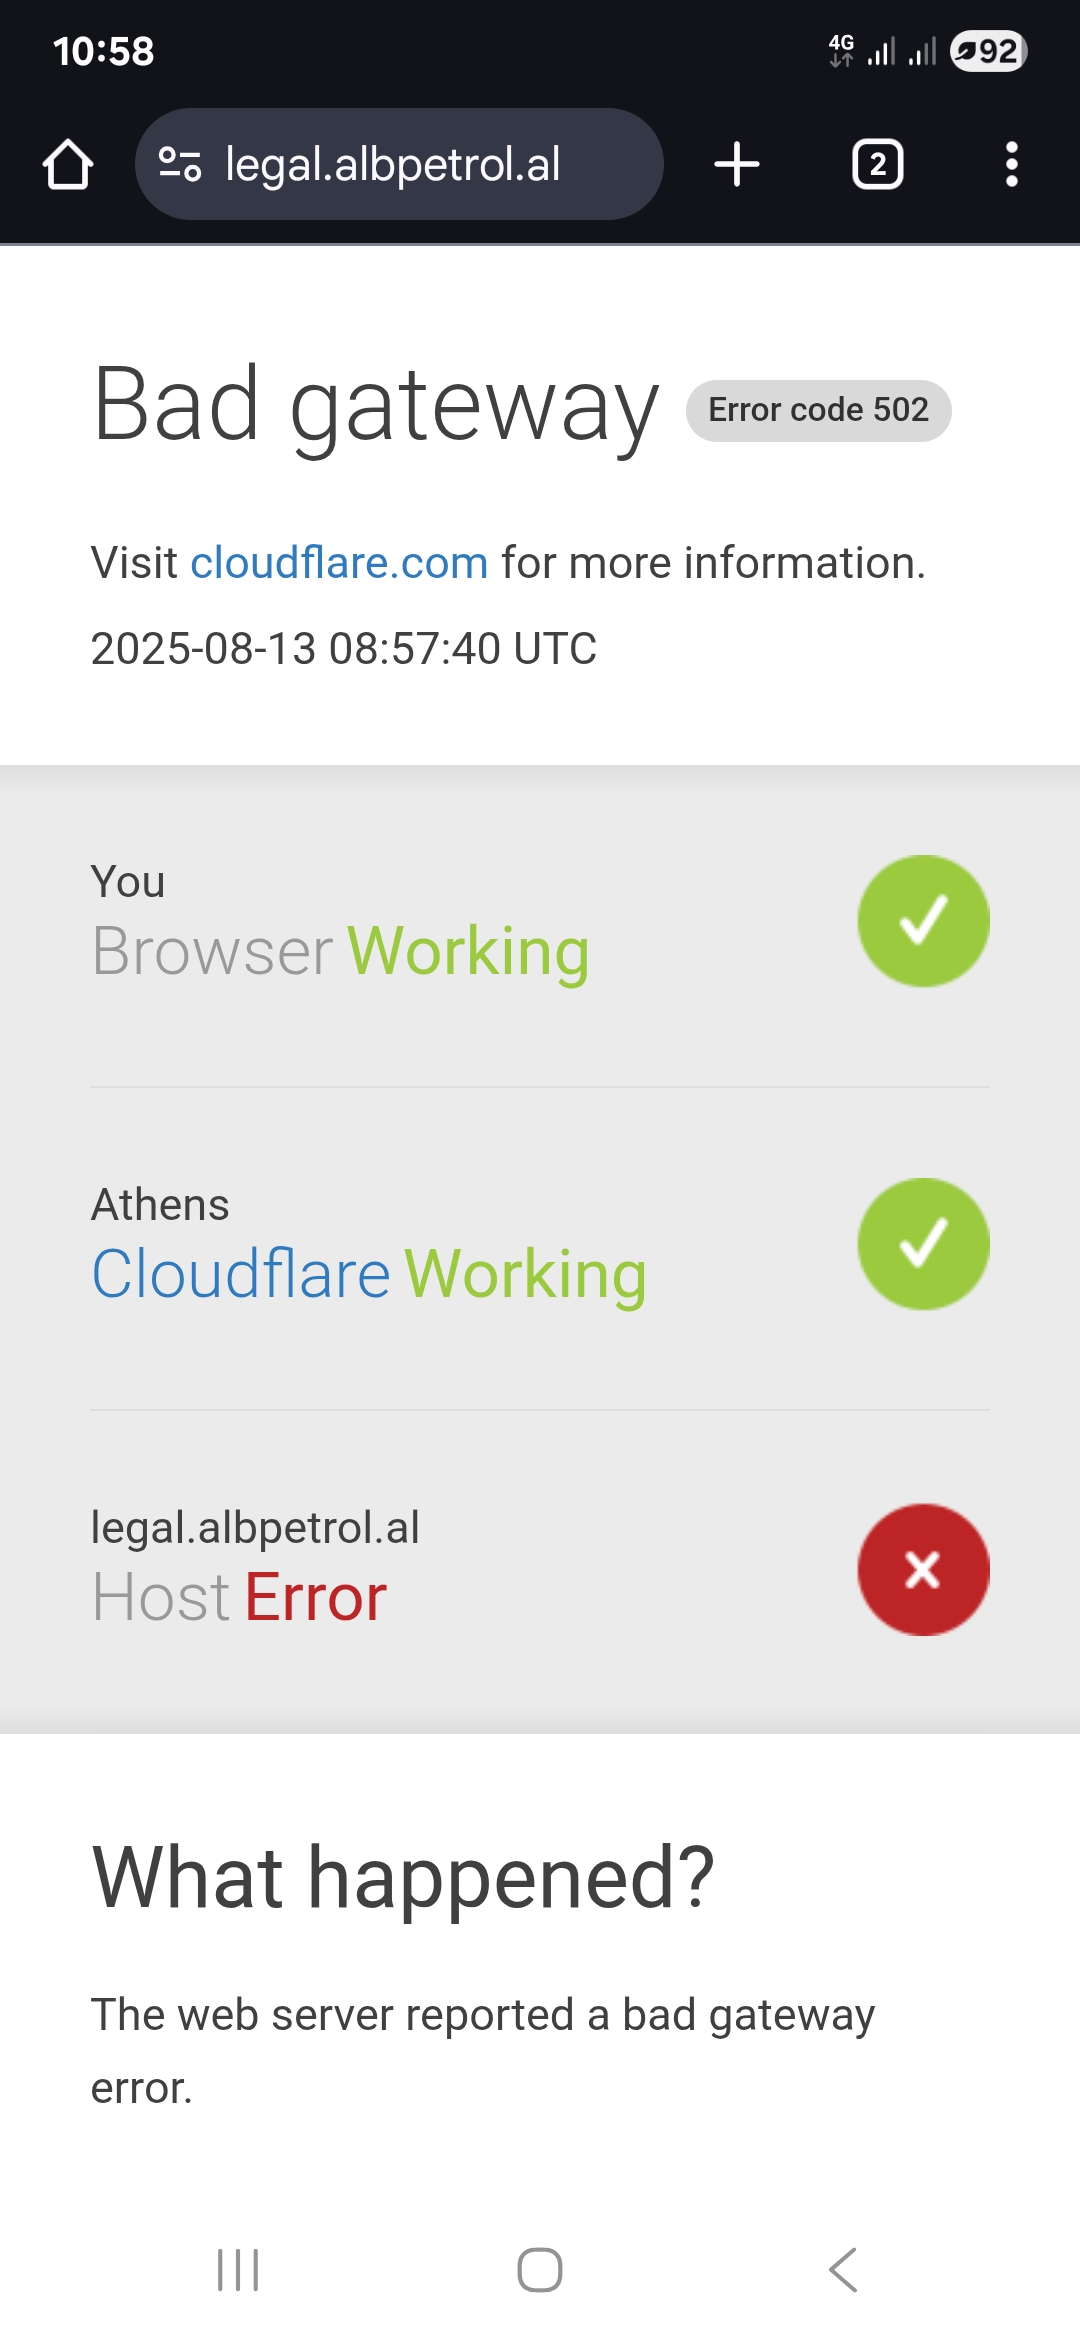 10:58
4G
92
legal.albpetrol.al
2
Bad gateway Error code 502
Visit cloudflare.com for more information.
2025-08-13 08:57:40 UTC
You
Browser Working
Athens
Cloudflare Working
legal.albpetrol.al
Host Error
What happened?
The web server reported a bad gateway
error.